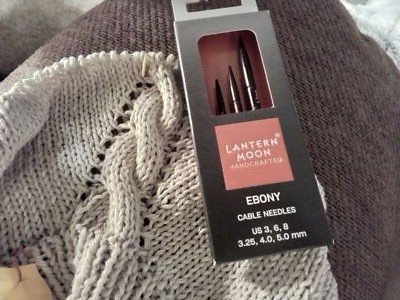 LANTERN®
MOON
HANDCRAFTED
EBONY
CABLE NEEDLES
US 3, 6, 8
3.25, 4.0, 5.0 mm